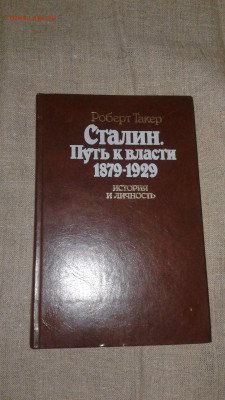 Роберт Такер
Сталин.
Путь к власти
1879-1929
ИСТОРИЯ
И ЛИЧНОСТЬ